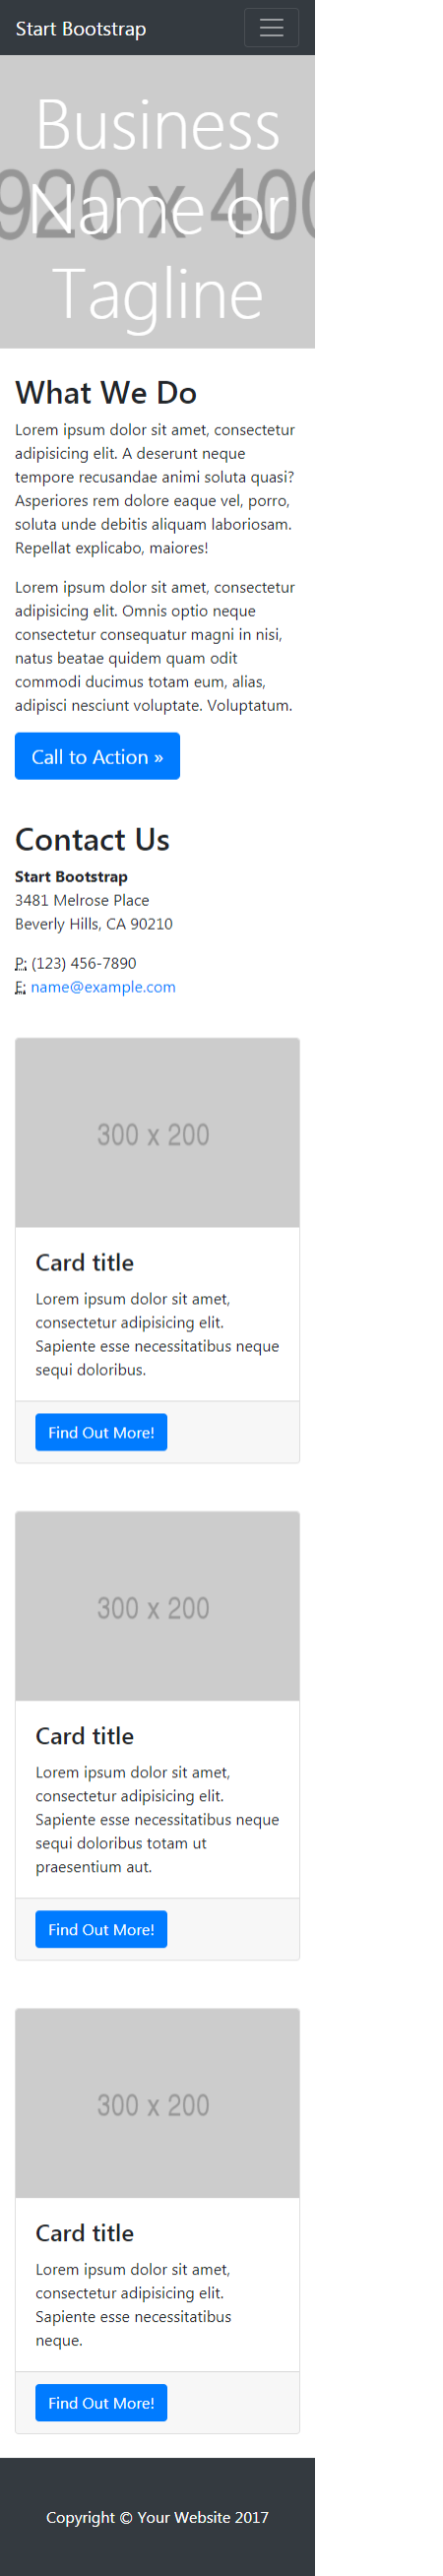 Start Bootstrap
Business
Name or
Tagline
920 x 400
What We Do
Lorem ipsum dolor sit amet, consectetur
adipisicing elit. A deserunt neque
tempore recusandae animi soluta quasi?
Asperiores rem dolore eaque vel, porro,
soluta unde debitis aliquam laboriosam.
Repellat explicabo, maiores!
Lorem ipsum dolor sit amet, consectetur
adipisicing elit. Omnis optio neque
consectetur consequatur magni in nisi,
natus beatae quidem quam odit
commodi ducimus totam eum, alias,
adipisci nesciunt voluptate. Voluptatum.
Call to Action »
Contact Us
Start Bootstrap
3481 Melrose Place
Beverly Hills, CA 90210
P: (123) 456-7890
E: name@example.com
300 x 200
Card title
Lorem ipsum dolor sit amet,
consectetur adipisicing elit.
Sapiente esse necessitatibus neque
sequi doloribus.
Find Out More!
300 x 200
Card title
Lorem ipsum dolor sit amet,
consectetur adipisicing elit.
Sapiente esse necessitatibus neque
sequi doloribus totam ut
praesentium aut.
Find Out More!
300 x 200
Card title
Lorem ipsum dolor sit amet,
consectetur adipisicing elit.
Sapiente esse necessitatibus
neque.
Find Out More!
Copyright © Your Website 2017